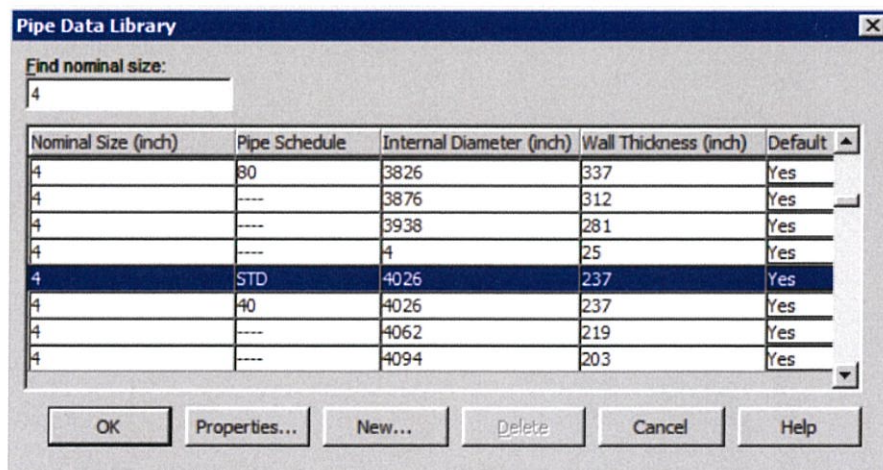 Pipe Data Library
Find nominal size:
4
Nominal Size (inch) Pipe Schedule Internal Diameter (inch) Wall Thickness (inch) Default
4 80 3826 337 Yes
4 ---- 3876 312 Yes
4 ---- 3938 281 Yes
4 ---- 4 25 Yes
4 STD 4026 237 Yes
4 40 4026 237 Yes
4 ---- 4062 219 Yes
4 ---- 4094 203 Yes
OK Properties... New... Delete Cancel Help